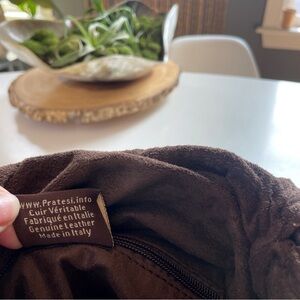 www.Pratesi.info
Cuir Véritable
Fabriqué en Italie
Genuine Leather
Made in Italy